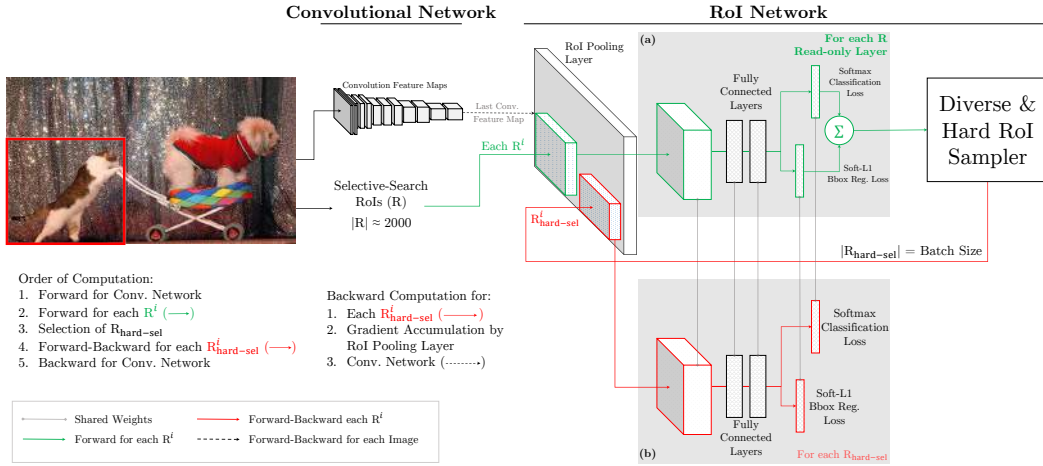 Convolutional Network
RoI Network
(a)
For each R
Read-only Layer
RoI Pooling
Layer
Convolution Feature Maps
Last Conv.
Feature Map
Fully
Connected
Layers
Softmax
Classification
Loss
Σ
Soft-L1
Bbox Reg. Loss
Diverse &
Hard RoI
Sampler
Each R^i
Selective-Search
RoIs (R)
|R| ≈ 2000
R^i_hard-sel
|R_hard-sel| = Batch Size
Order of Computation:
1. Forward for Conv. Network
2. Forward for each R^i (⟶)
3. Selection of R_hard-sel
4. Forward-Backward for each R^i_hard-sel (⟶)
5. Backward for Conv. Network
Backward Computation for:
1. Each R^i_hard-sel (⟶)
2. Gradient Accumulation by
RoI Pooling Layer
3. Conv. Network (⤏)
Softmax
Classification
Loss
Soft-L1
Bbox Reg.
Loss
Fully
Connected
Layers
(b)
For each R_hard-sel
Shared Weights
Forward-Backward each R^i
Forward for each R^i
Forward-Backward for each Image